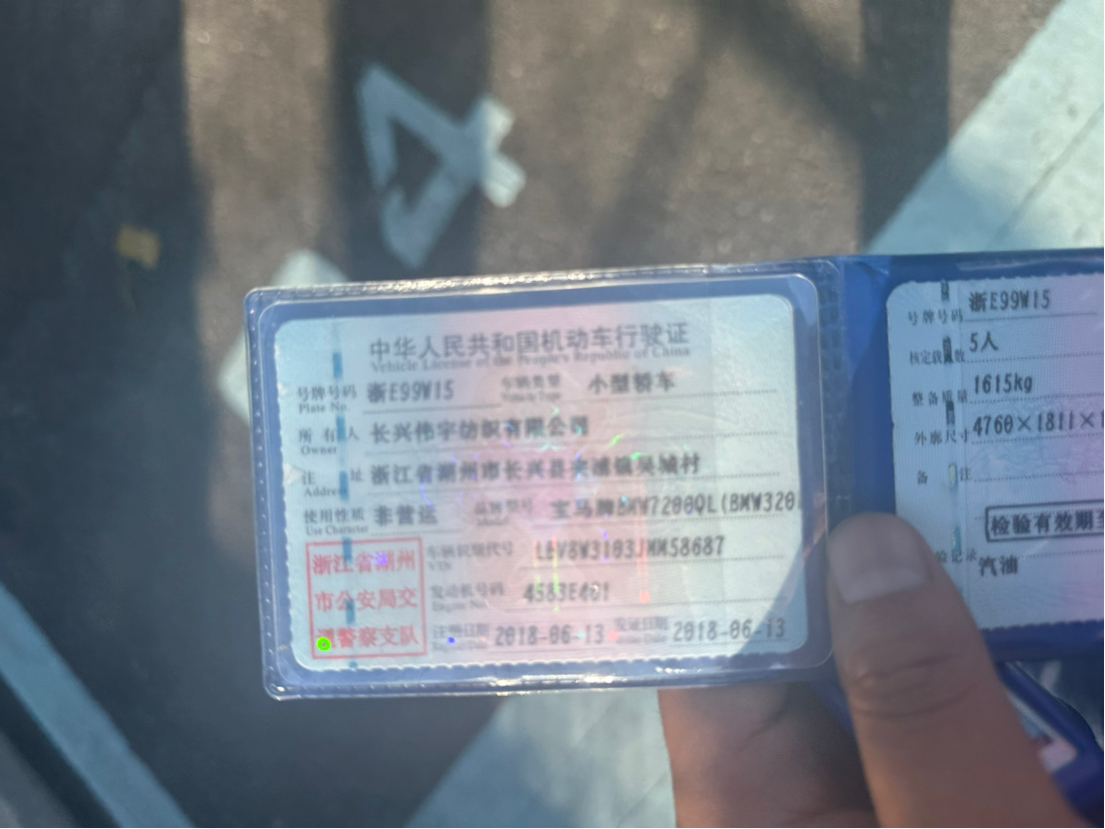 4
中华人民共和国机动车行驶证
Vehicle License of the People's Republic of China
号牌号码 浙E99W15 车辆类型 小型轿车
Plate No. Vehicle Type
所有人 长兴伟宇纺织有限公司
Owner
住址 浙江省湖州市长兴县夹浦镇吴城村
Address
使用性质 非营运 品牌型号 宝马牌BMW7200QL(BMW320
Use Character Model
浙江省湖州
市公安局交
通警察支队
车辆识别代号
VIN
发动机号码
Engine No.
注册日期 2018-06-13 发证日期 2018-06-13
号牌号码 浙E99W15
核定载人数 5人
整备质量 1615kg
外廓尺寸 4760×1811×1
备注
检验有效期至
检验记录 汽油